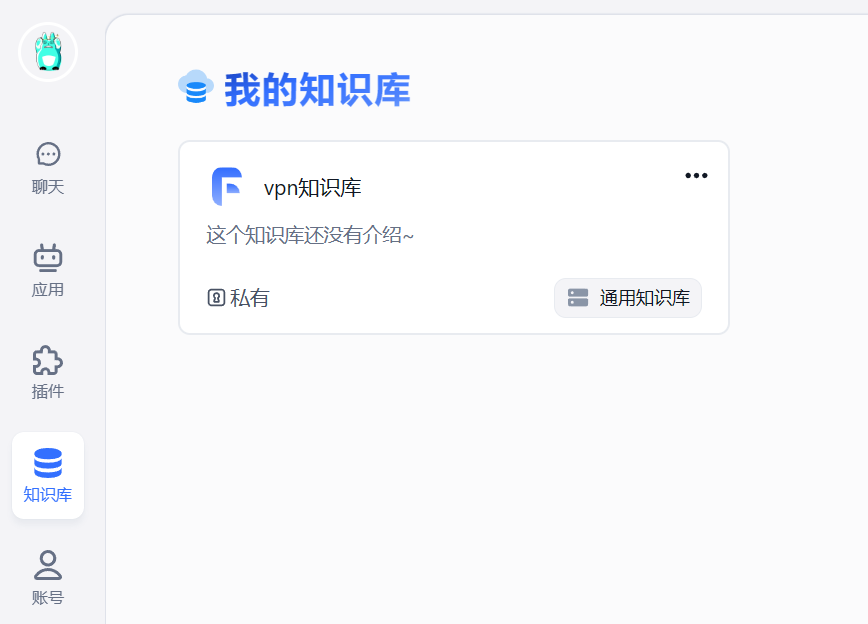 我的知识库
vpn知识库
这个知识库还没有介绍~
私有
通用知识库
聊天
应用
插件
知识库
账号